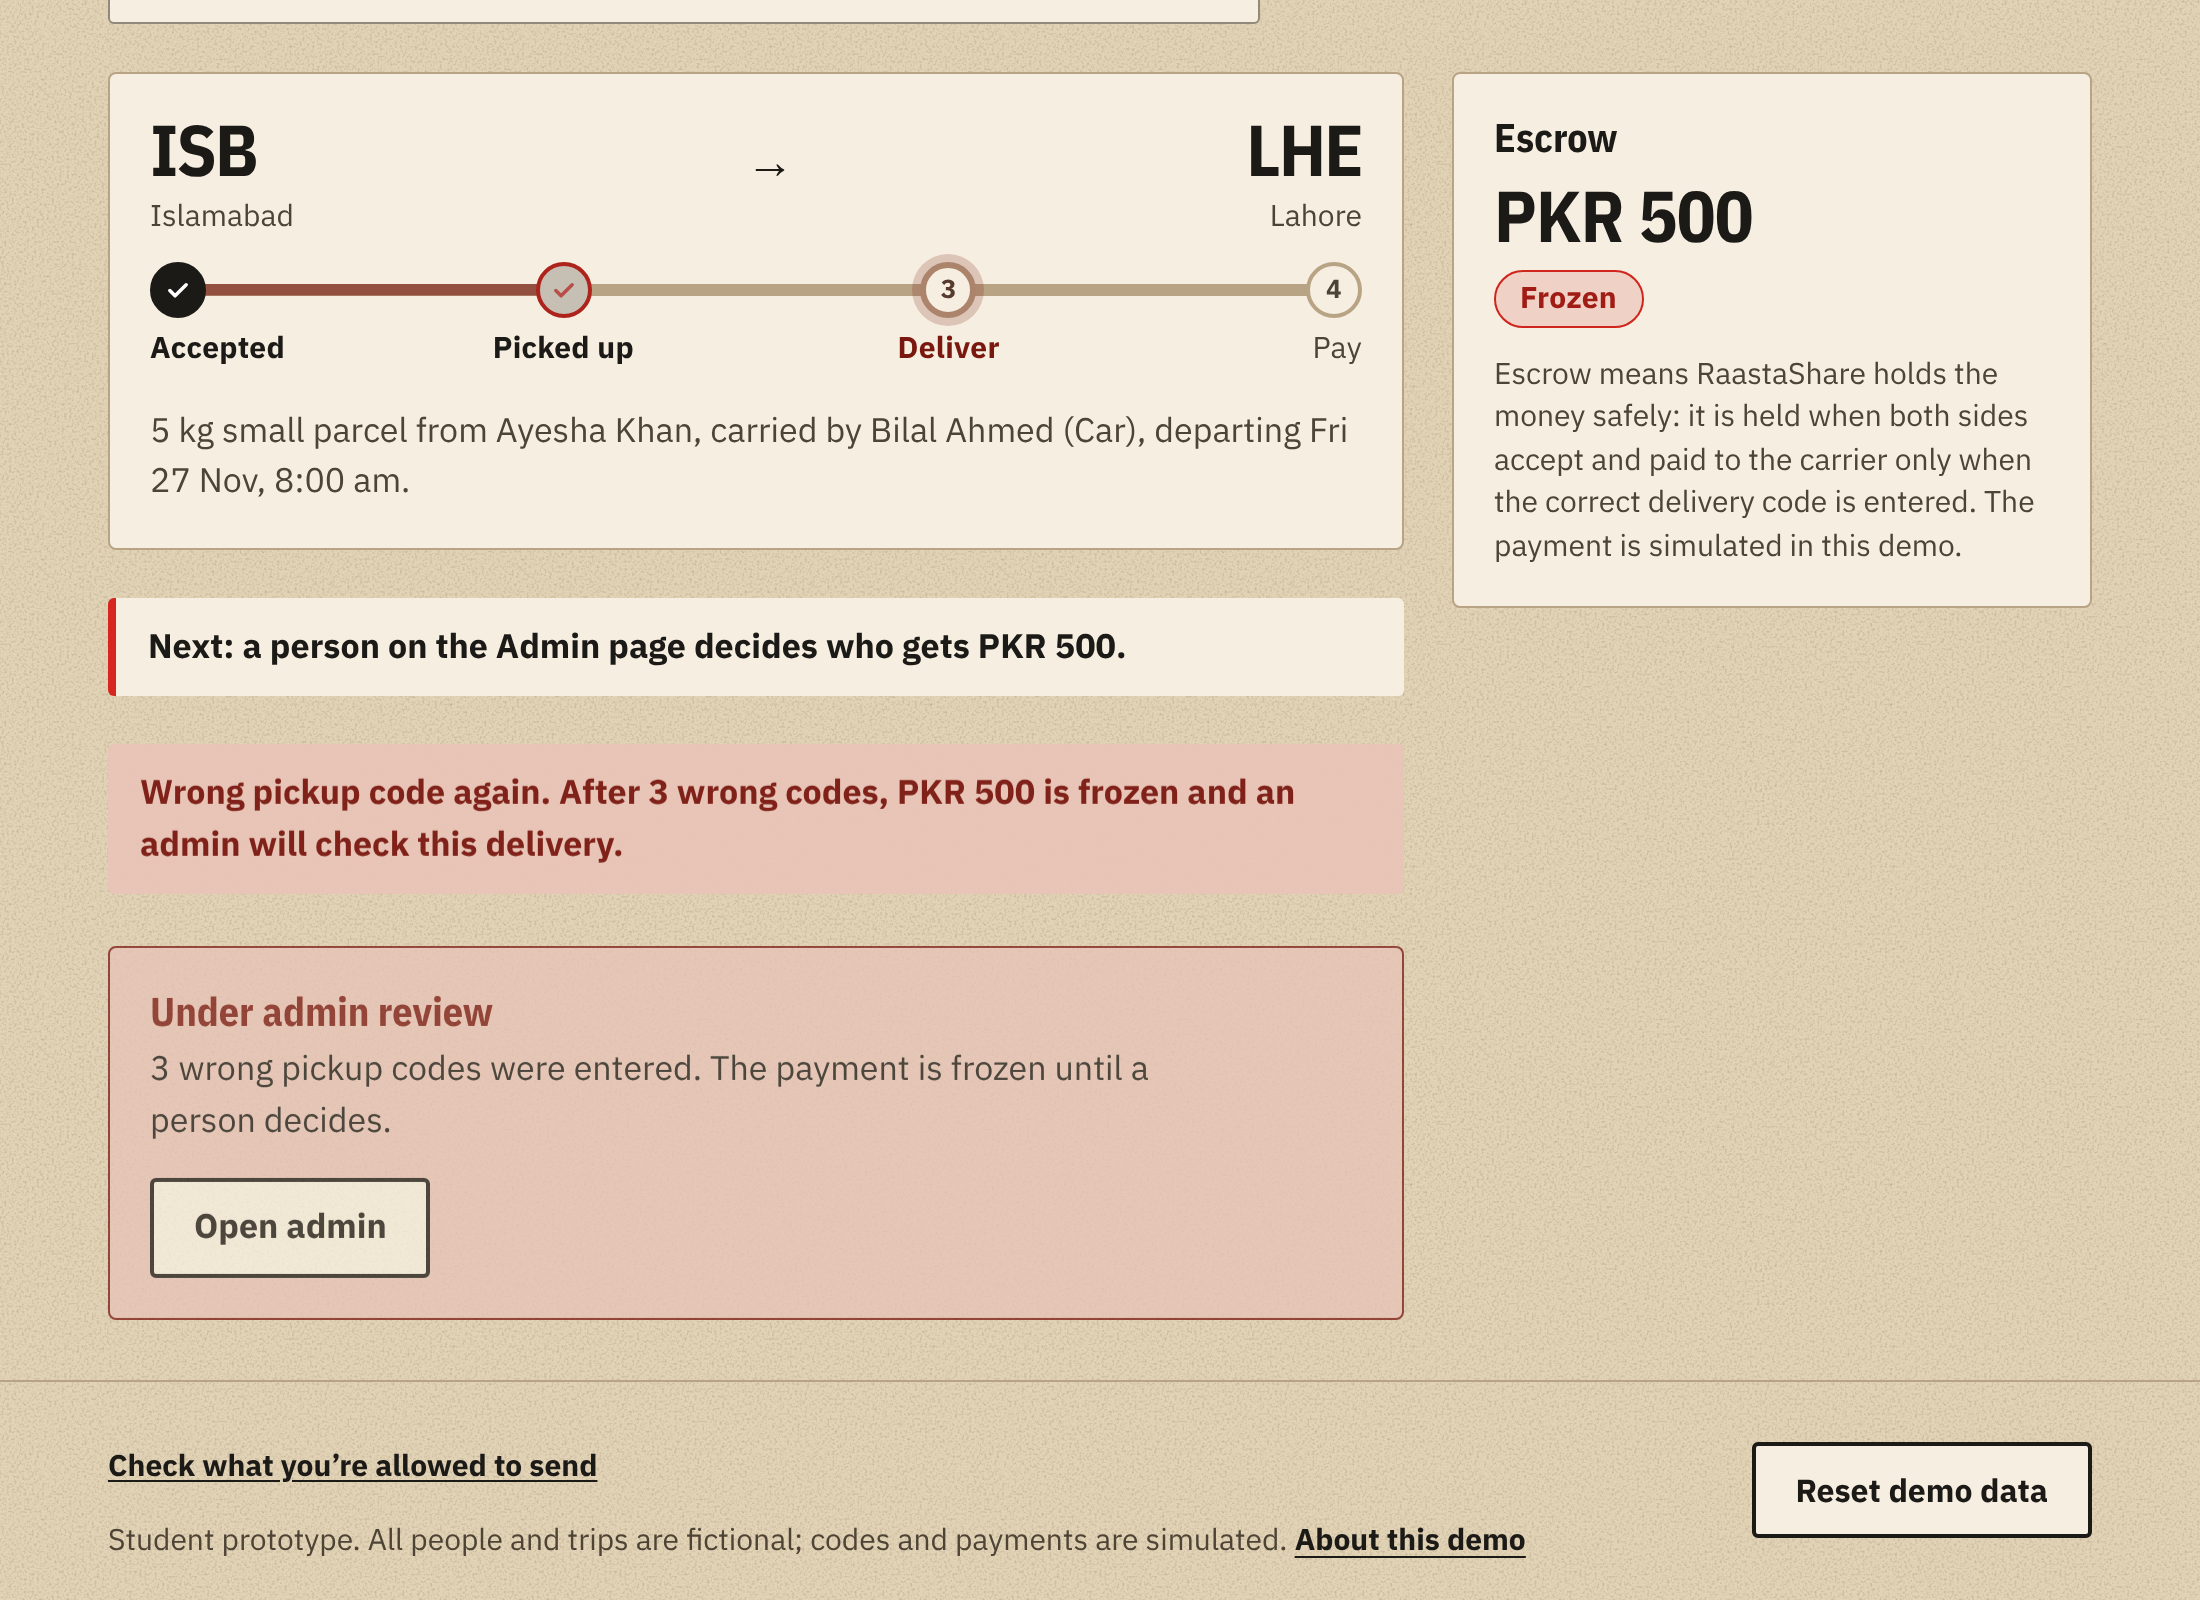 ISB
→
LHE
Islamabad
Lahore
3
4
Accepted
Picked up
Deliver
Pay
5 kg small parcel from Ayesha Khan, carried by Bilal Ahmed (Car), departing Fri
27 Nov, 8:00 am.
Escrow
PKR 500
Frozen
Escrow means RaastaShare holds the
money safely: it is held when both sides
accept and paid to the carrier only when
the correct delivery code is entered. The
payment is simulated in this demo.
Next: a person on the Admin page decides who gets PKR 500.
Wrong pickup code again. After 3 wrong codes, PKR 500 is frozen and an
admin will check this delivery.
Under admin review
3 wrong pickup codes were entered. The payment is frozen until a
person decides.
Open admin
Check what you’re allowed to send
Student prototype. All people and trips are fictional; codes and payments are simulated. About this demo
Reset demo data